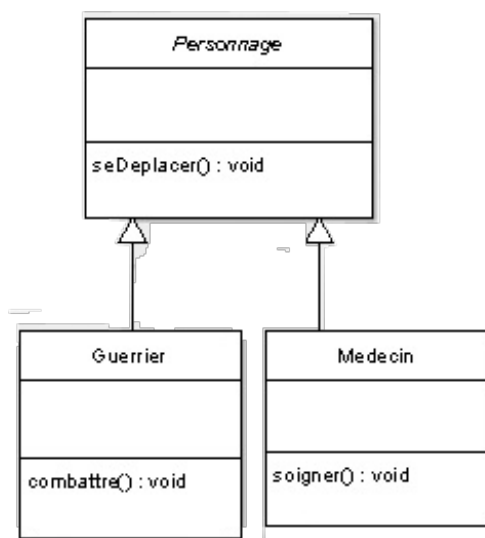 Personnage
seDeplacer() : void
Guerrier
combattre() : void
Medecin
soigner() : void